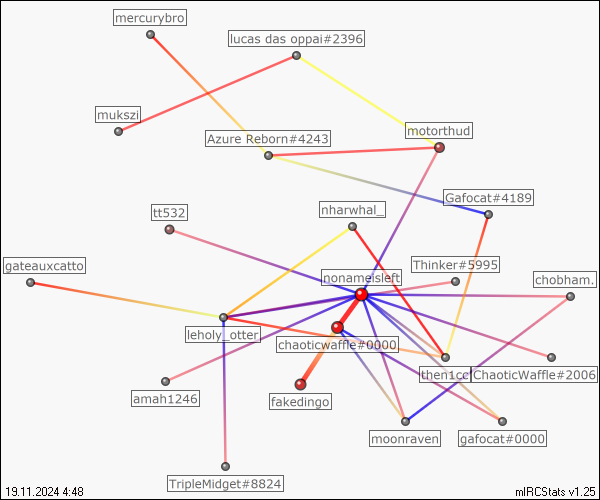 mercurybro
lucas das oppai#2396
mukszi
motorthud
Azure Reborn#4243
Gafocat#4189
tt532
nharwhal_
gateauxcatto
Thinker#5995
nonameisleft
chobham.
leholy_otter
chaoticwaffle#0000
ChaoticWaffle#2006
amah1246
fakedingo
moonraven
gafocat#0000
TripleMidget#8824
19.11.2024 4:48
mIRCStats v1.25